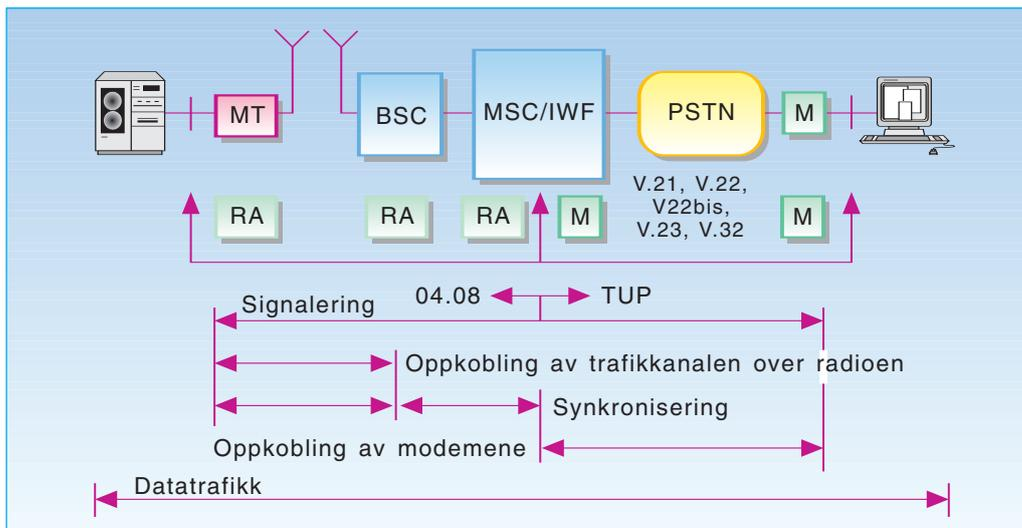 MT
BSC
MSC/IWF
PSTN
M
RA
RA
RA
M
V.21, V.22,
V22bis,
V.23, V.32
M
Signalering
04.08
TUP
Oppkobling av trafikkanalen over radioen
Synkronisering
Oppkobling av modemene
Datatrafikk